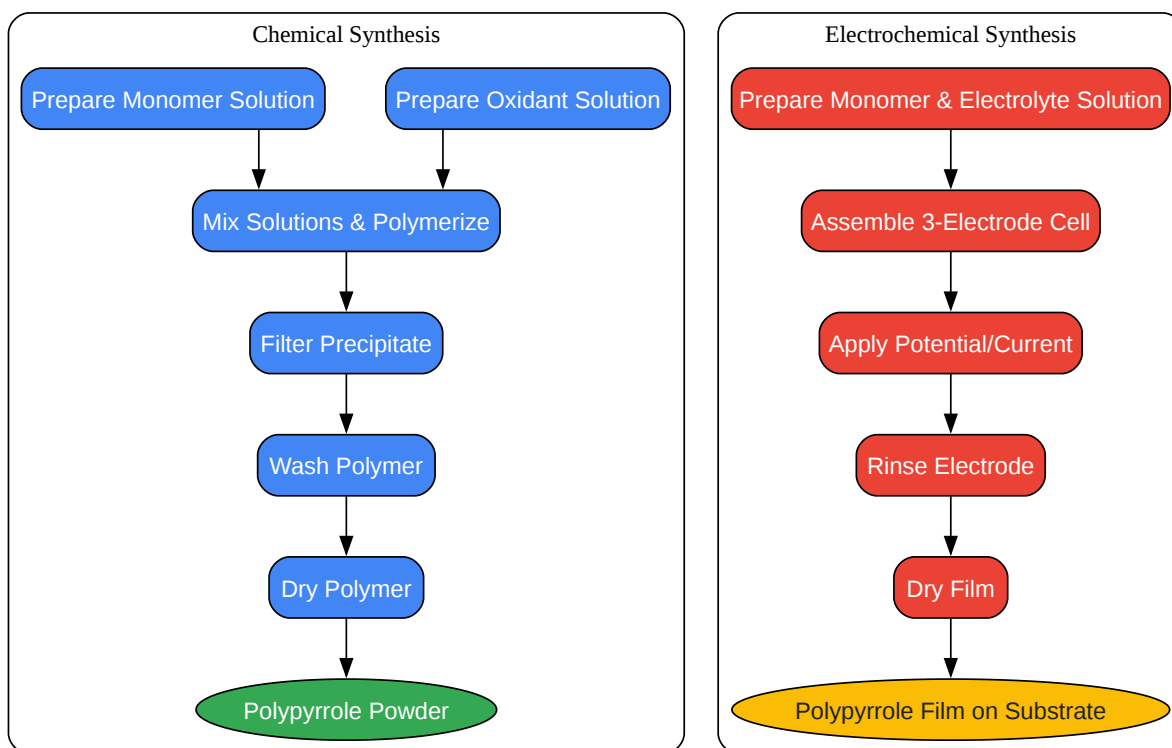 Chemical Synthesis
Prepare Monomer Solution
Prepare Oxidant Solution
Mix Solutions & Polymerize
Filter Precipitate
Wash Polymer
Dry Polymer
Polypyrrole Powder
Electrochemical Synthesis
Prepare Monomer & Electrolyte Solution
Assemble 3-Electrode Cell
Apply Potential/Current
Rinse Electrode
Dry Film
Polypyrrole Film on Substrate